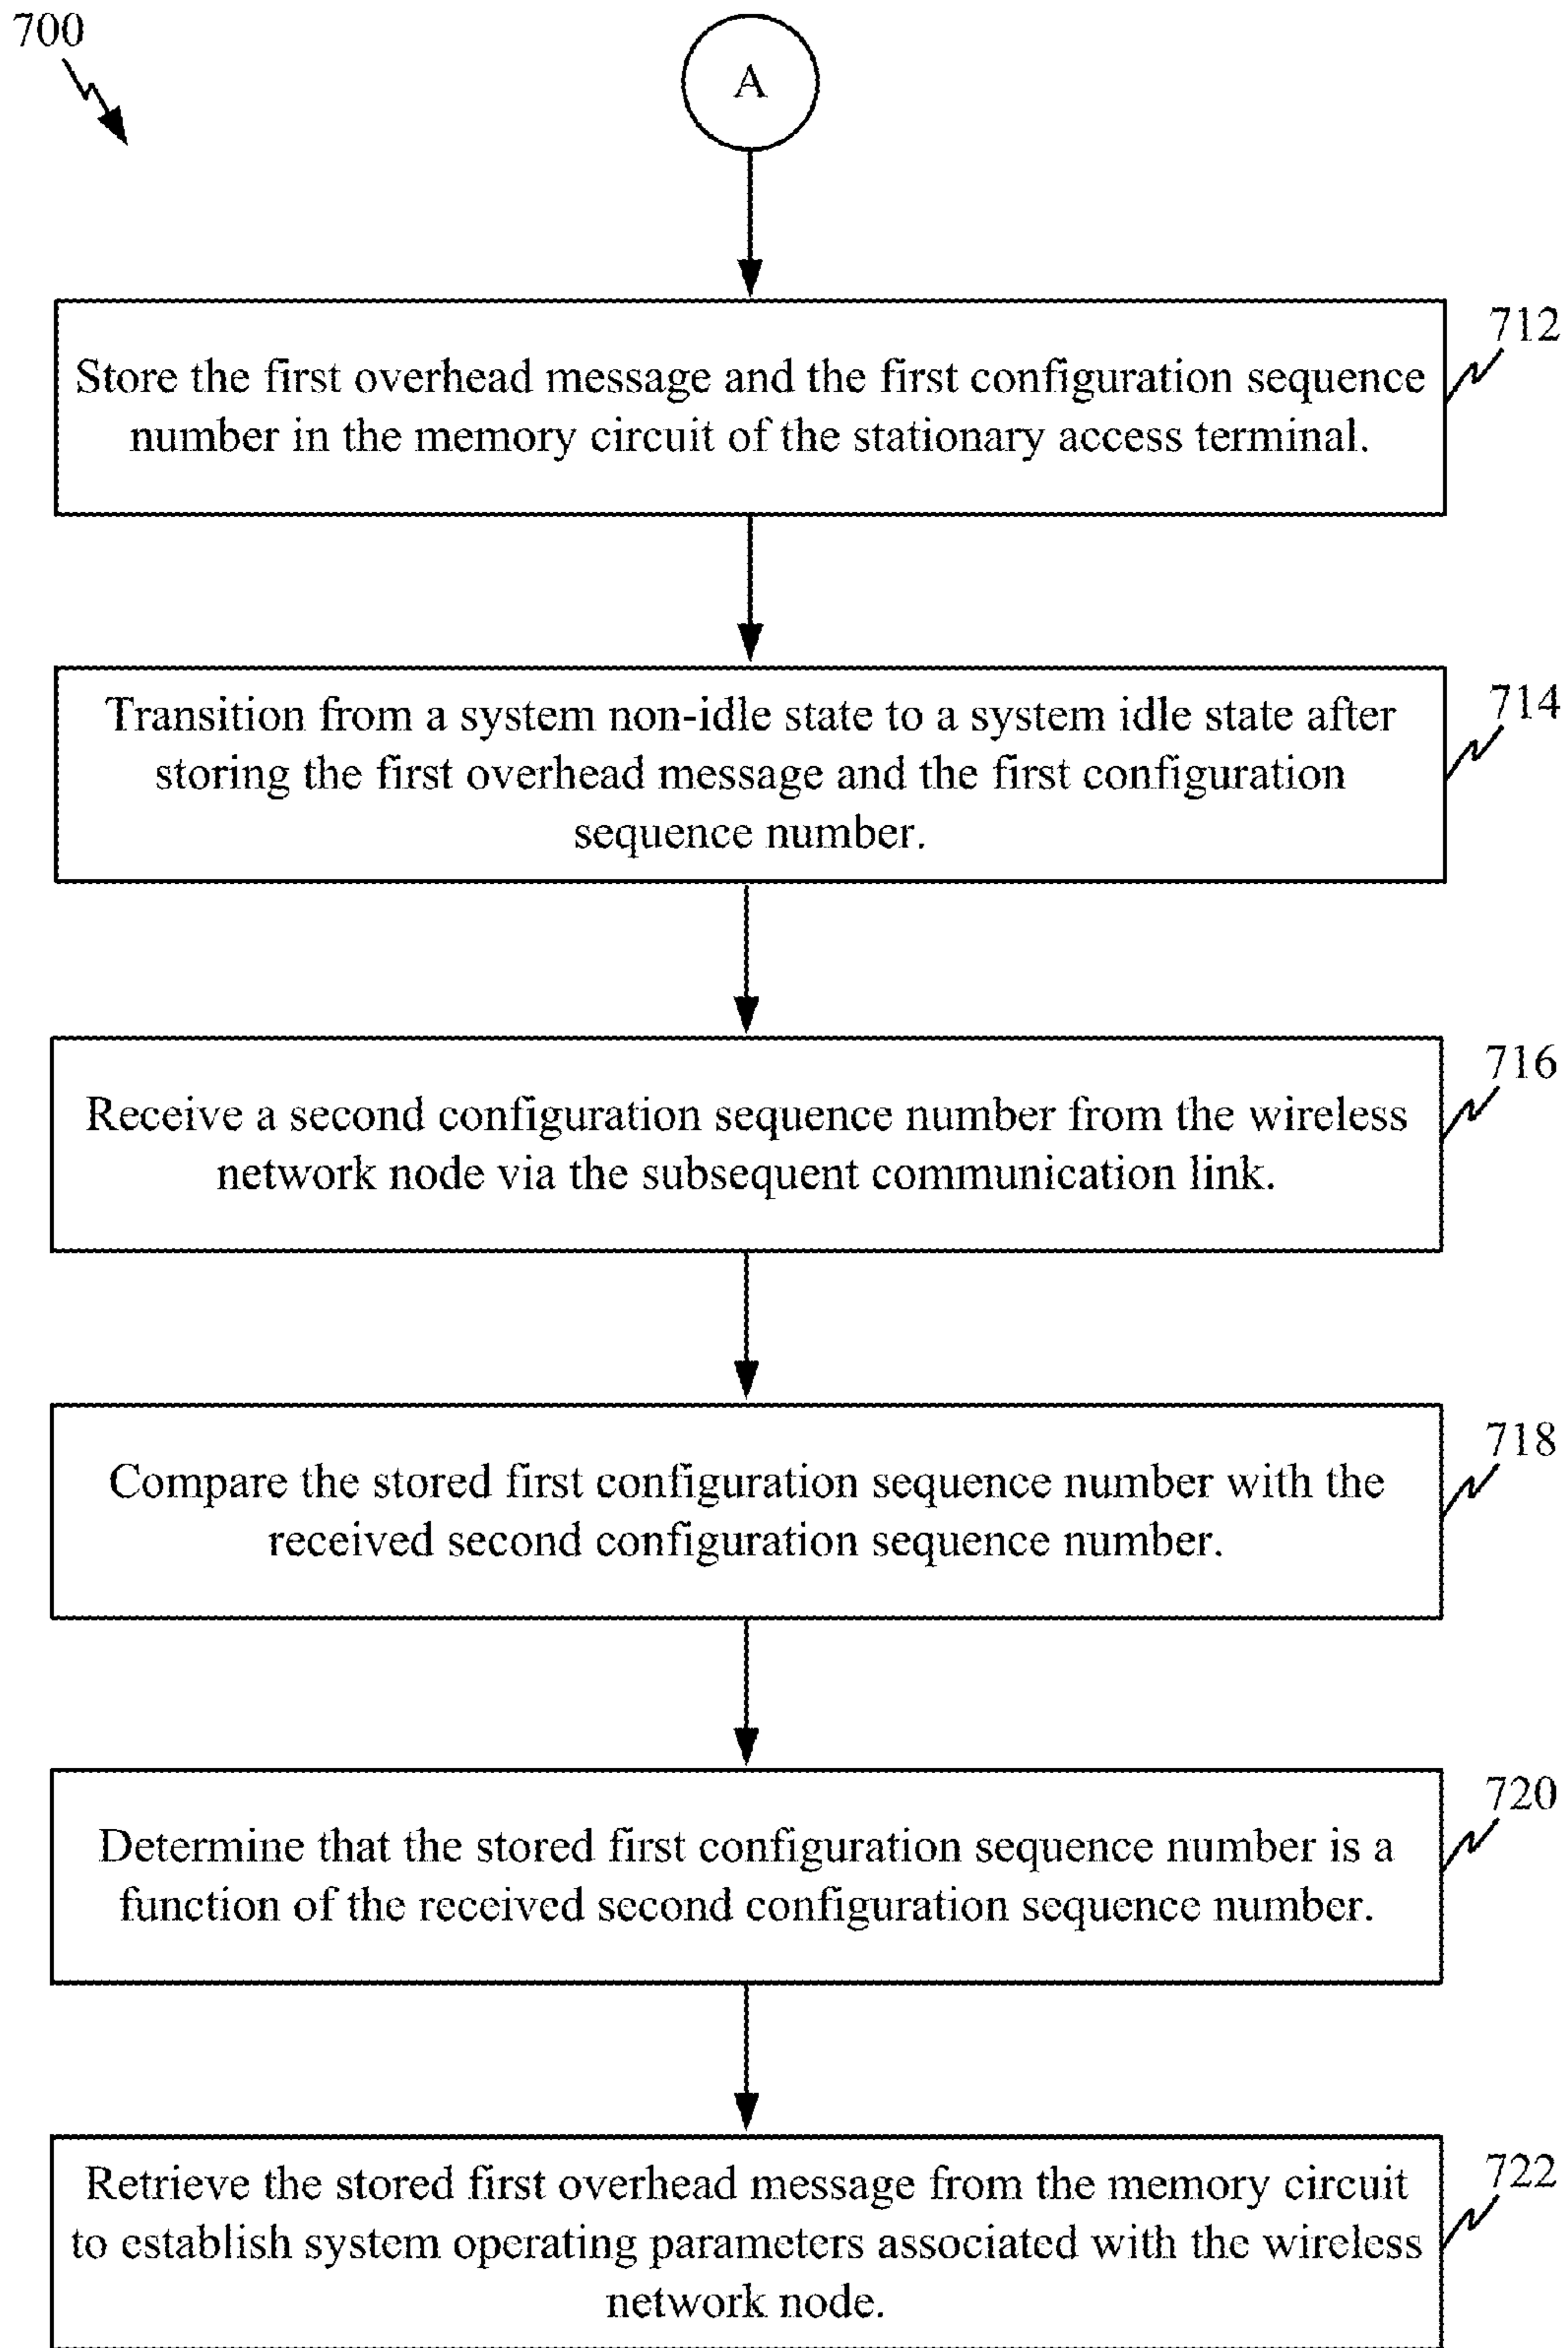 700
A
712
Store the first overhead message and the first configuration sequence
number in the memory circuit of the stationary access terminal.
714
Transition from a system non-idle state to a system idle state after
storing the first overhead message and the first configuration
sequence number.
716
Receive a second configuration sequence number from the wireless
network node via the subsequent communication link.
718
Compare the stored first configuration sequence number with the
received second configuration sequence number.
720
Determine that the stored first configuration sequence number is a
function of the received second configuration sequence number.
722
Retrieve the stored first overhead message from the memory circuit
to establish system operating parameters associated with the wireless
network node.